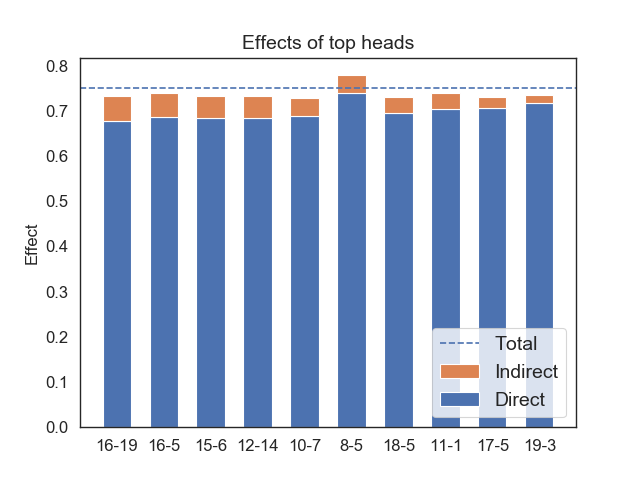 Effects of top heads
Effect
0.8
0.7
0.6
0.5
0.4
0.3
0.2
0.1
0.0
16-19 16-5 15-6 12-14 10-7 8-5 18-5 11-1 17-5 19-3
Total
Indirect
Direct